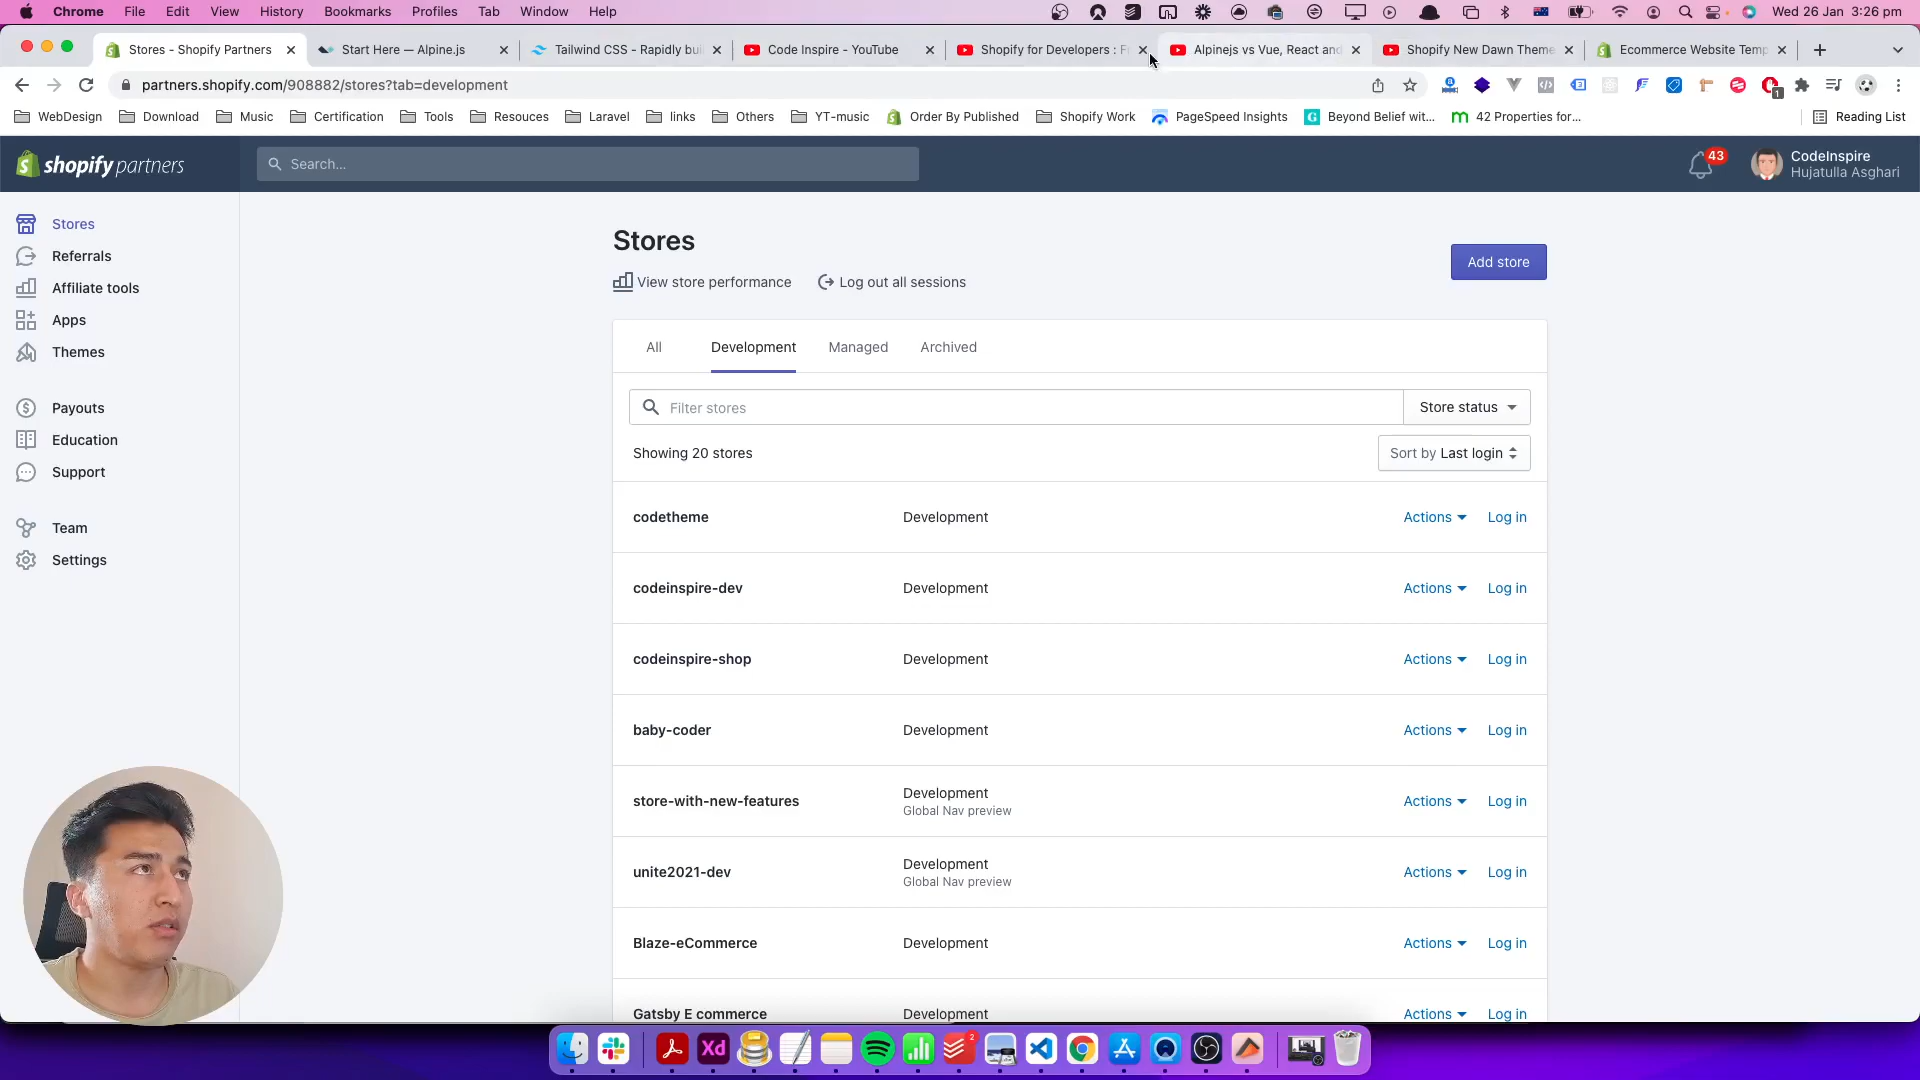 Chrome File Edit View History Bookmarks Profiles Tab Window Help Wed 26 Jan 3:26 pm
Stores - Shopify Partners Start Here — Alpine.js Tailwind CSS - Rapidly bui Code Inspire - YouTube Shopify for Developers : F Alpinejs vs Vue, React and Shopify New Dawn Theme Ecommerce Website Temp
partners.shopify.com/908882/stores?tab=development 1
WebDesign Download Music Certification Tools Resouces Laravel links Others YT-music Order By Published Shopify Work PageSpeed Insights Beyond Belief wit... 42 Properties for... Reading List
shopify partners Search... 43 CodeInspire
Hujatulla Asghari
Stores
Referrals
Affiliate tools
Apps
Themes
Payouts
Education
Support
Team
Settings
Stores
View store performance Log out all sessions
Add store
All Development Managed Archived
Filter stores Store status
Showing 20 stores Sort by Last login
codetheme Development Actions Log in
codeinspire-dev Development Actions Log in
codeinspire-shop Development Actions Log in
baby-coder Development Actions Log in
store-with-new-features Development Actions Log in
Global Nav preview
unite2021-dev Development Actions Log in
Global Nav preview
Blaze-eCommerce Development Actions Log in
Gatsby E commerce Development Actions Log in
Xd 2